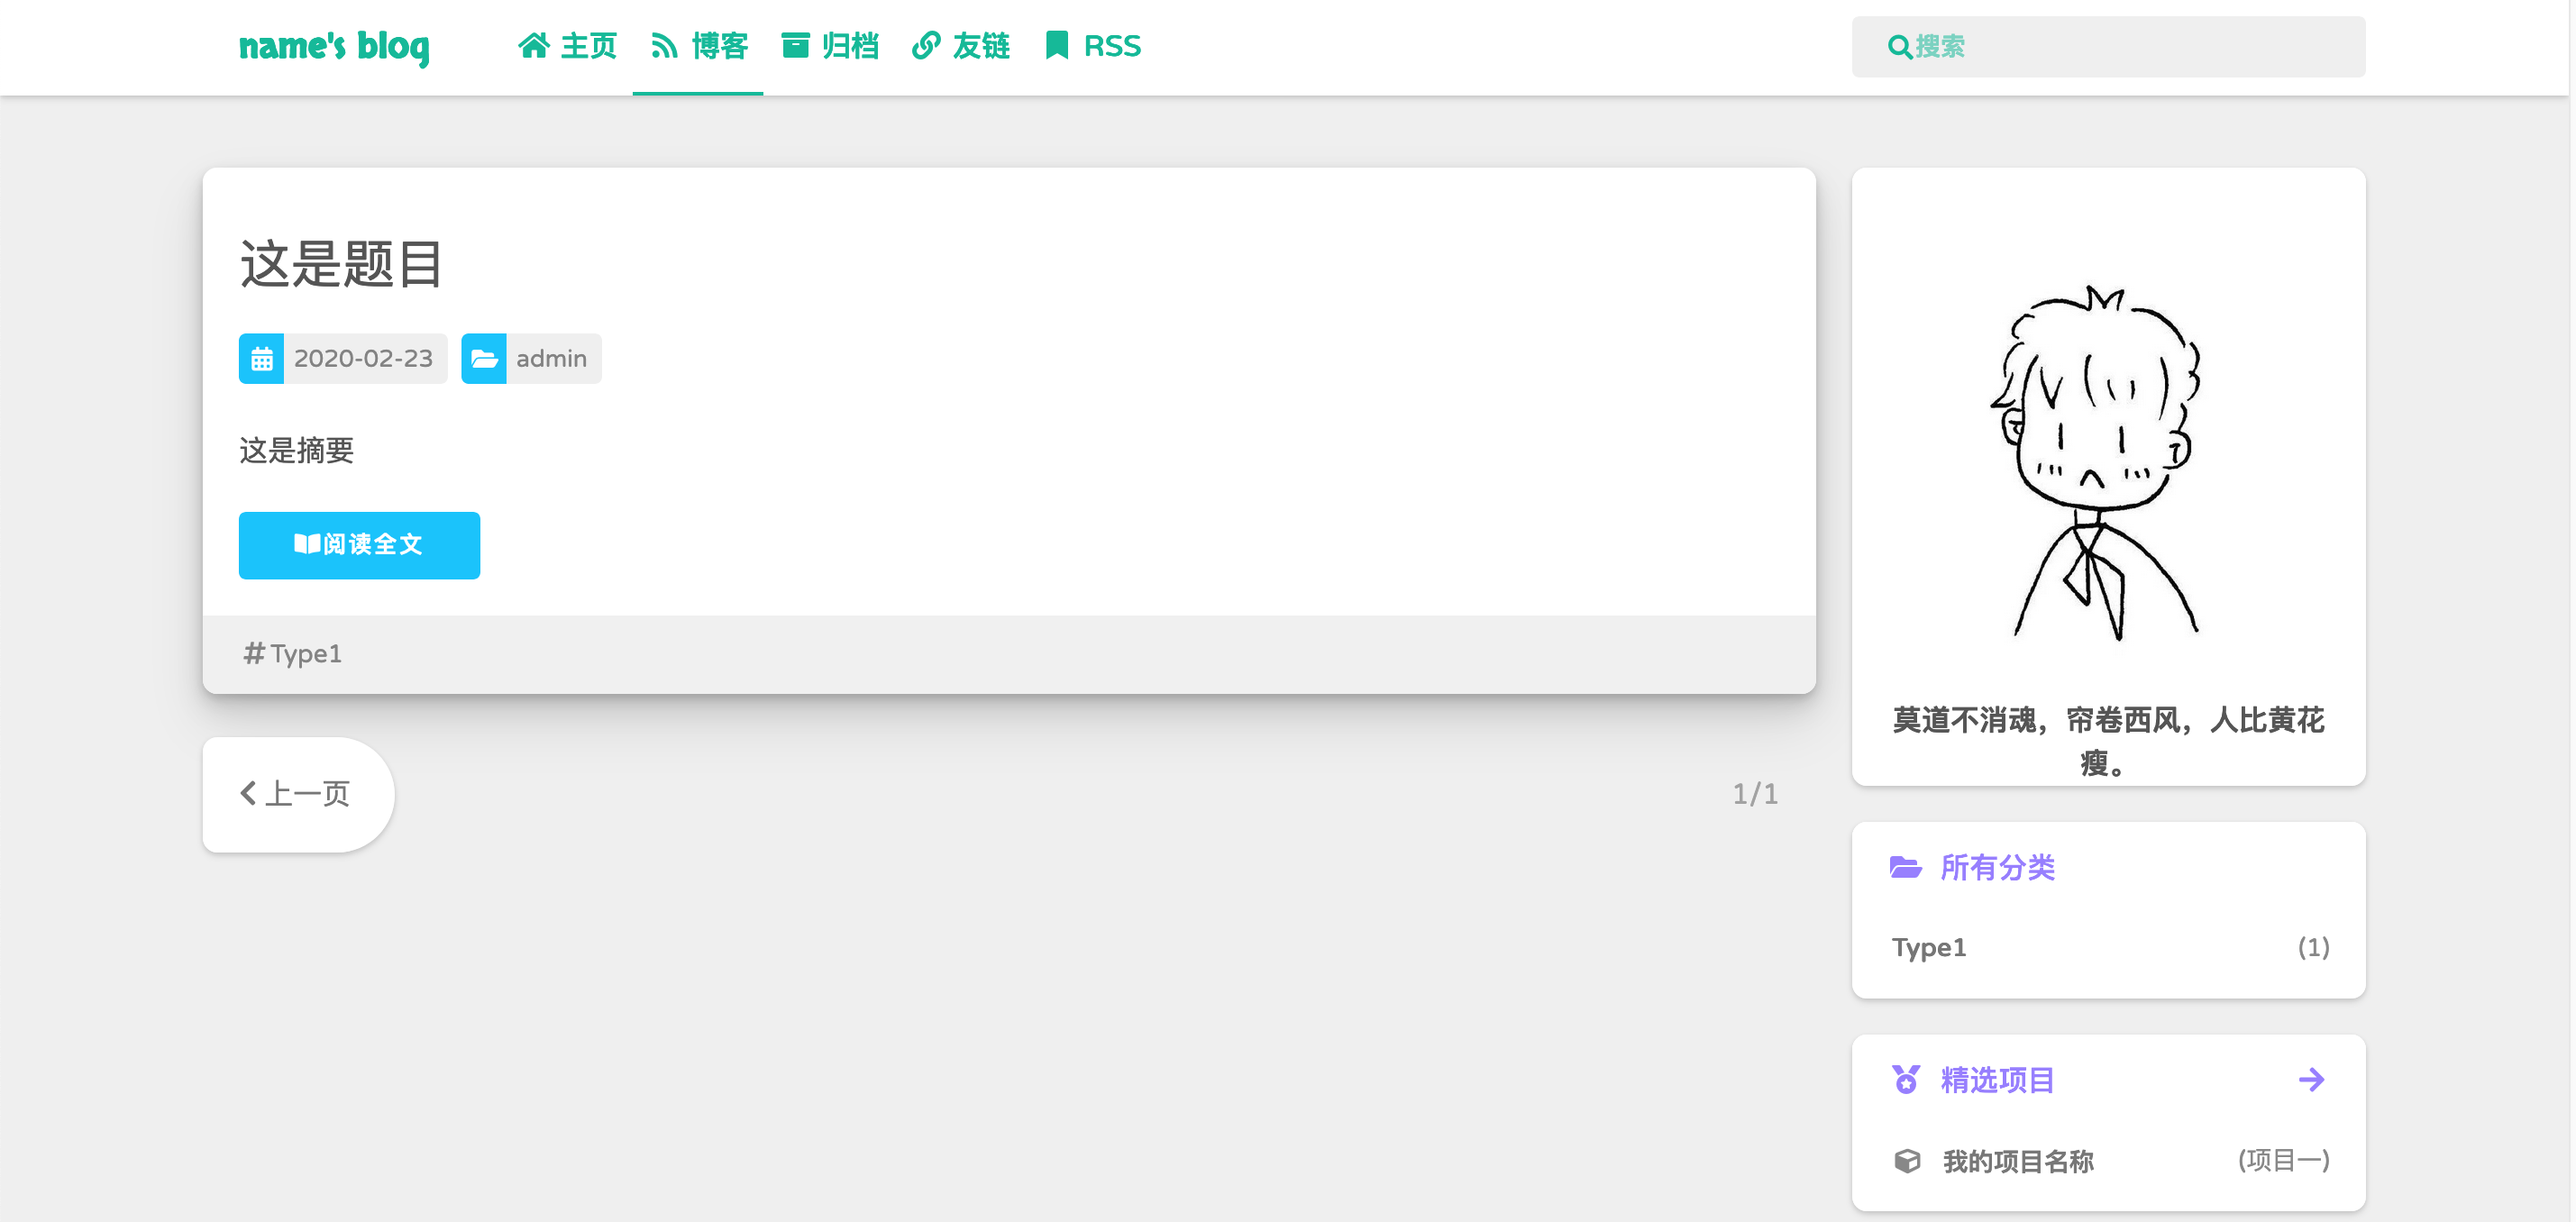 name's blog
主页
博客
归档
友链
RSS
搜索
这是题目
2020-02-23
admin
这是摘要
阅读全文
#Type1
上一页
1/1
莫道不消魂，帘卷西风，人比黄花
瘦。
所有分类
Type1 (1)
精选项目
我的项目名称 (项目一)